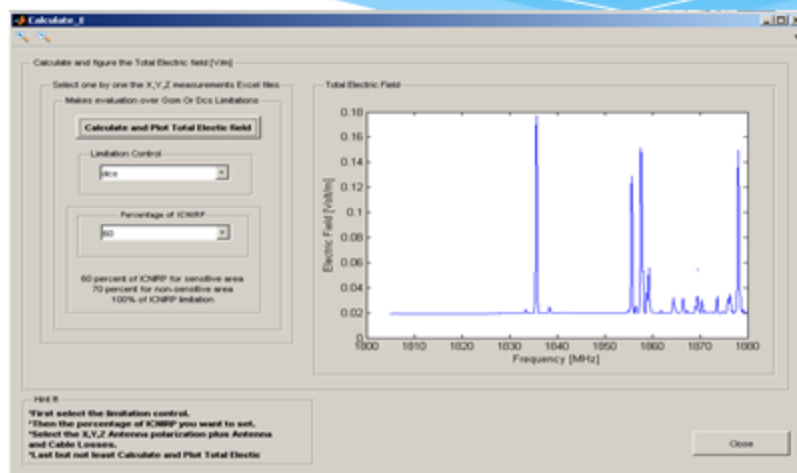 Calculate_E
Calculate and figure the Total Electric field [V/m]
Select one by one the X,Y,Z measurements Excel files
Makes evaluation over Gsm Or Dcs Limitations
Calculate and Plot Total Electic field
Limitation Control
dcs
Percentage of ICNIRP
60
60 percent of ICNIRP for sensitive area
70 percent for non-sensitive area
100% of ICNIRP limitation
Total Electric Field
0.18
0.16
0.14
0.12
0.1
0.08
0.06
0.04
0.02
0
Electric Field [Volt/m]
1800 1810 1820 1830 1840 1850 1860 1870 1880
Frequency [MHz]
Hint !!
*First select the limitation control.
*Then the percentage of ICNIRP you want to set.
*Select the X,Y,Z Antenna polarization plus Antenna
and Cable Losses.
*Last but not least Calculate and Plot Total Electic
Close